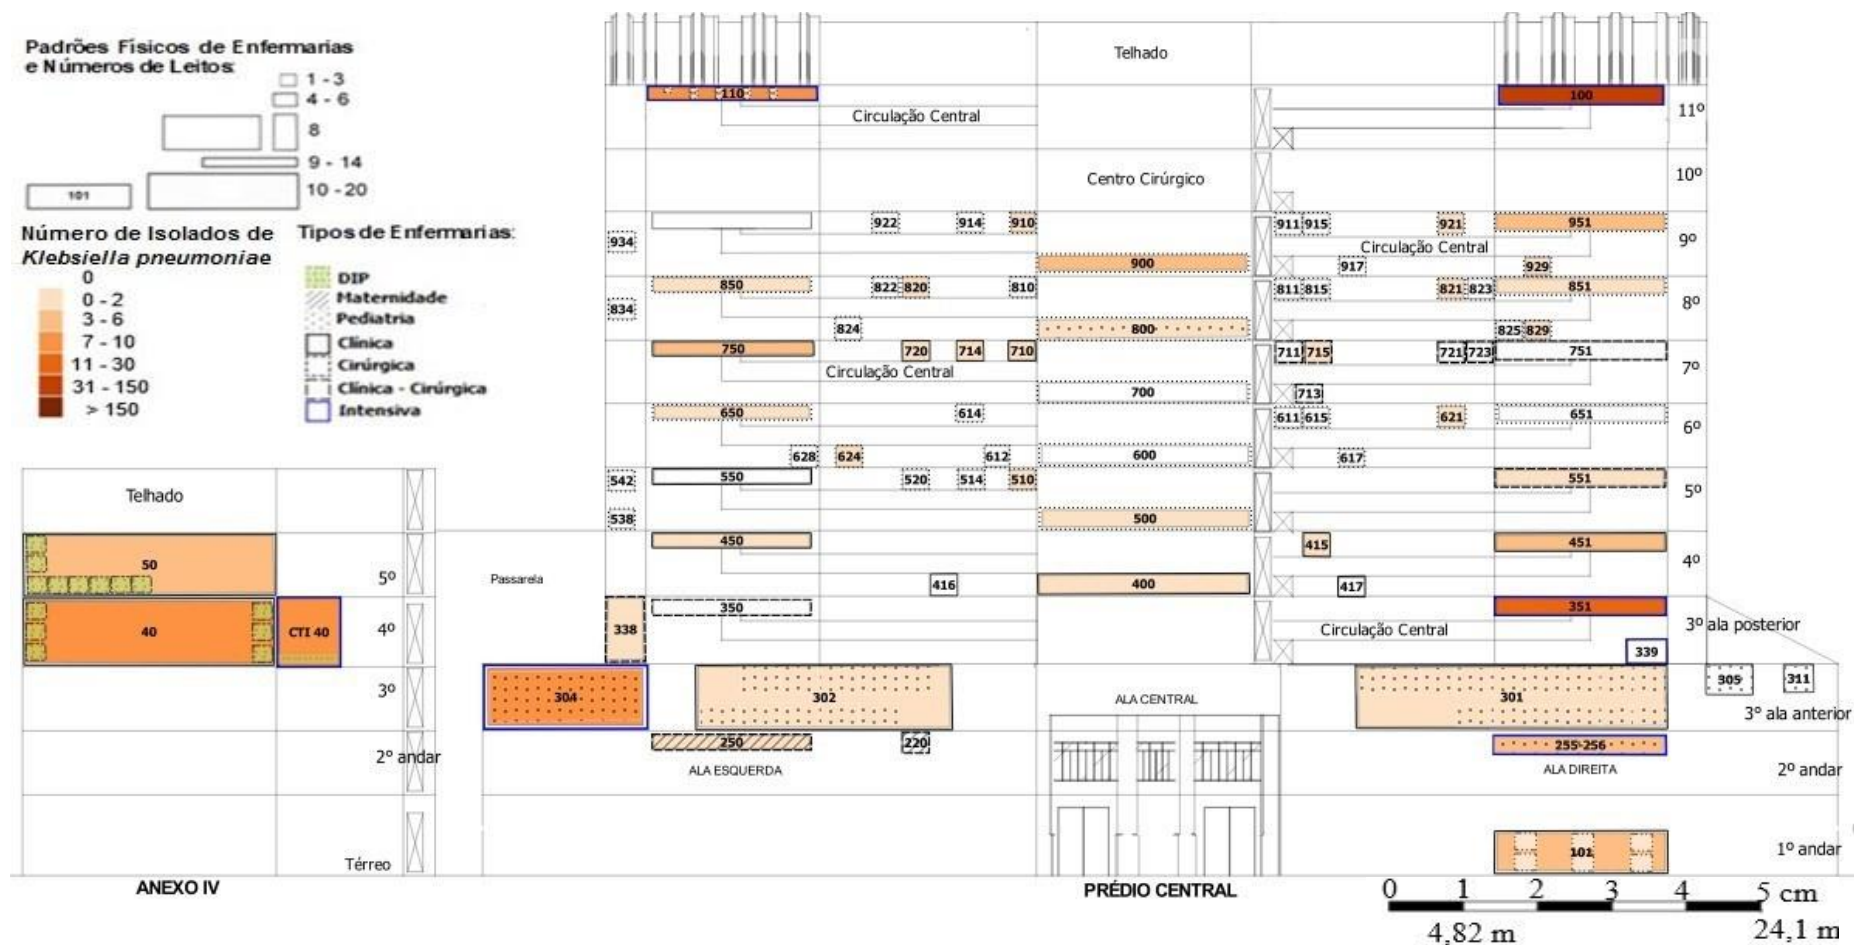 Padrões Físicos de Enfermarias
e Números de Leitos:
1 - 3
4 - 6
8
9 - 14
101
10 - 20
Número de Isolados de
Klebsiella pneumoniae
0
0 - 2
3 - 6
7 - 10
11 - 30
31 - 150
> 150
Tipos de Enfermarias:
DIP
Maternidade
Pediatria
Clínica
Cirúrgica
Clínica - Cirúrgica
Intensiva
Telhado
110
100
11º
Circulação Central
Centro Cirúrgico
10º
922
914
910
911
915
921
951
934
9º
Circulação Central
900
917
929
850
822
820
810
811
815
821
823
851
834
8º
824
800
825
829
750
720
714
710
711
715
721
723
751
Circulação Central
7º
700
713
650
614
611
615
621
651
6º
628
624
612
600
617
542
550
520
514
510
551
5º
538
500
450
415
451
4º
416
400
417
350
351
338
Circulação Central
3º ala posterior
339
Telhado
50
5º
Passarela
40
CTI 40
4º
3º
304
302
ALA CENTRAL
301
305
311
3º ala anterior
2º andar
250
220
255-256
ALA ESQUERDA
ALA DIREITA
2º andar
Térreo
101
1º andar
ANEXO IV
PRÉDIO CENTRAL
0 1 2 3 4 5 cm
4,82 m
24,1 m